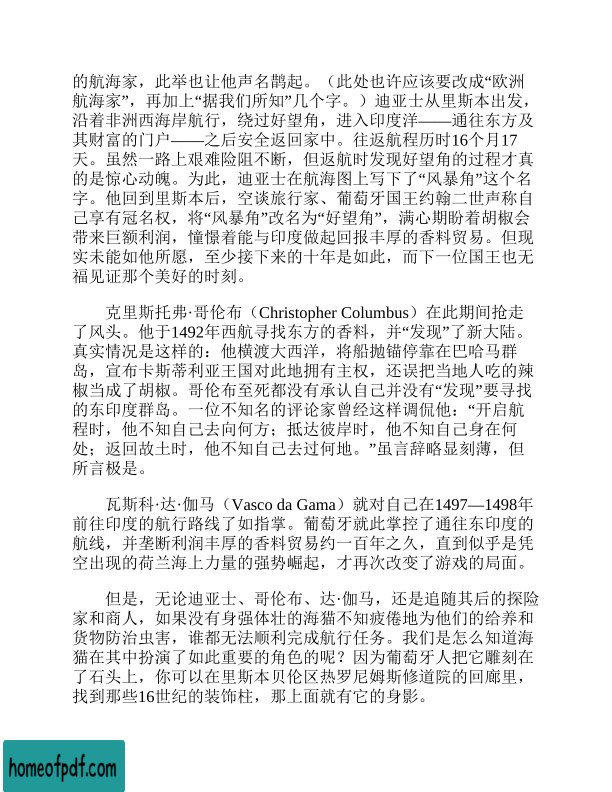 的航海家，此举也让他声名鹊起。（此处也许应该要改成“欧洲
航海家”，再加上“据我们所知”几个字。）迪亚士从里斯本出发，
沿着非洲西海岸航行，绕过好望角，进入印度洋——通往东方及
其财富的门户——之后安全返回家中。往返航程历时16个月17
天。虽然一路上艰难险阻不断，但返航时发现好望角的过程才真
的是惊心动魄。为此，迪亚士在航海图上写下了“风暴角”这个名
字。他回到里斯本后，空谈旅行家、葡萄牙国王约翰二世声称自
己享有冠名权，将“风暴角”改名为“好望角”，满心期盼着胡椒会
带来巨额利润，憧憬着能与印度做起回报丰厚的香料贸易。但现
实未能如他所愿，至少接下来的十年是如此，而下一位国王也无
福见证那个美好的时刻。
克里斯托弗·哥伦布（Christopher Columbus）在此期间抢走
了风头。他于1492年西航寻找东方的香料，并“发现”了新大陆。
真实情况是这样的：他横渡大西洋，将船抛锚停靠在巴哈马群
岛，宣布卡斯蒂利亚王国对此地拥有主权，还误把当地人吃的辣
椒当成了胡椒。哥伦布至死都没有承认自己并没有“发现”要寻找
的东印度群岛。一位不知名的评论家曾经这样调侃他：“开启航
程时，他不知自己去向何方；抵达彼岸时，他不知自己身在何
处；返回故土时，他不知自己去过何地。”虽言辞略显刻薄，但
所言极是。
瓦斯科·达·伽马（Vasco da Gama）就对自己在1497—1498年
前往印度的航行路线了如指掌。葡萄牙就此掌控了通往东印度的
航线，并垄断利润丰厚的香料贸易约一百年之久，直到似乎是凭
空出现的荷兰海上力量的强势崛起，才再次改变了游戏的局面。
但是，无论迪亚士、哥伦布、达·伽马，还是追随其后的探险
家和商人，如果没有身强体壮的海猫不知疲倦地为他们的给养和
货物防治虫害，谁都无法顺利完成航行任务。我们是怎么知道海
猫在其中扮演了如此重要的角色的呢？因为葡萄牙人把它雕刻在
了石头上，你可以在里斯本贝伦区热罗尼姆斯修道院的回廊里，
找到那些16世纪的装饰柱，那上面就有它的身影。
homeofpdf.com